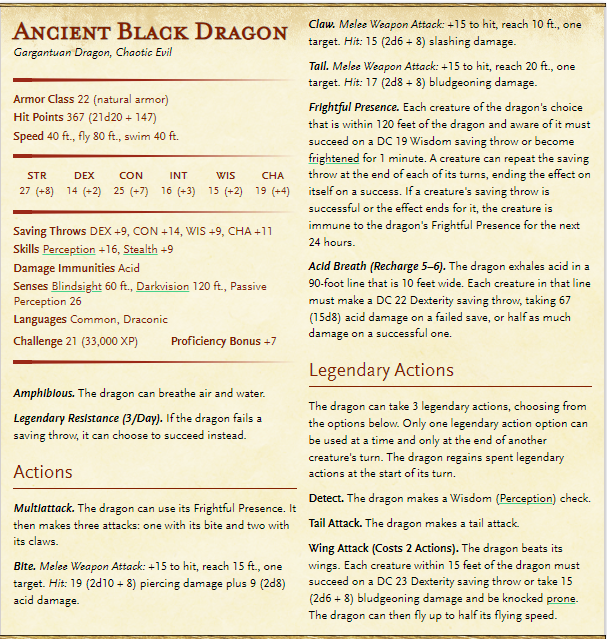 Ancient Black Dragon
Gargantuan Dragon, Chaotic Evil
Armor Class 22 (natural armor)
Hit Points 367 (21d20 + 147)
Speed 40 ft., fly 80 ft., swim 40 ft.
STR DEX CON INT WIS CHA
27 (+8) 14 (+2) 25 (+7) 16 (+3) 15 (+2) 19 (+4)
Saving Throws DEX +9, CON +14, WIS +9, CHA +11
Skills Perception +16, Stealth +9
Damage Immunities Acid
Senses Blindsight 60 ft., Darkvision 120 ft., Passive
Perception 26
Languages Common, Draconic
Challenge 21 (33,000 XP) Proficiency Bonus +7
Amphibious. The dragon can breathe air and water.
Legendary Resistance (3/Day). If the dragon fails a
saving throw, it can choose to succeed instead.
Actions
Multiattack. The dragon can use its Frightful Presence. It
then makes three attacks: one with its bite and two with
its claws.
Bite. Melee Weapon Attack: +15 to hit, reach 15 ft., one
target. Hit: 19 (2d10 + 8) piercing damage plus 9 (2d8)
acid damage.
Claw. Melee Weapon Attack: +15 to hit, reach 10 ft., one
target. Hit: 15 (2d6 + 8) slashing damage.
Tail. Melee Weapon Attack: +15 to hit, reach 20 ft., one
target. Hit: 17 (2d8 + 8) bludgeoning damage.
Frightful Presence. Each creature of the dragon's choice
that is within 120 feet of the dragon and aware of it must
succeed on a DC 19 Wisdom saving throw or become
frightened for 1 minute. A creature can repeat the saving
throw at the end of each of its turns, ending the effect on
itself on a success. If a creature's saving throw is
successful or the effect ends for it, the creature is
immune to the dragon's Frightful Presence for the next
24 hours.
Acid Breath (Recharge 5–6). The dragon exhales acid in a
90-foot line that is 10 feet wide. Each creature in that line
must make a DC 22 Dexterity saving throw, taking 67
(15d8) acid damage on a failed save, or half as much
damage on a successful one.
Legendary Actions
The dragon can take 3 legendary actions, choosing from
the options below. Only one legendary action option can
be used at a time and only at the end of another
creature's turn. The dragon regains spent legendary
actions at the start of its turn.
Detect. The dragon makes a Wisdom (Perception) check.
Tail Attack. The dragon makes a tail attack.
Wing Attack (Costs 2 Actions). The dragon beats its
wings. Each creature within 15 feet of the dragon must
succeed on a DC 23 Dexterity saving throw or take 15
(2d6 + 8) bludgeoning damage and be knocked prone.
The dragon can then fly up to half its flying speed.